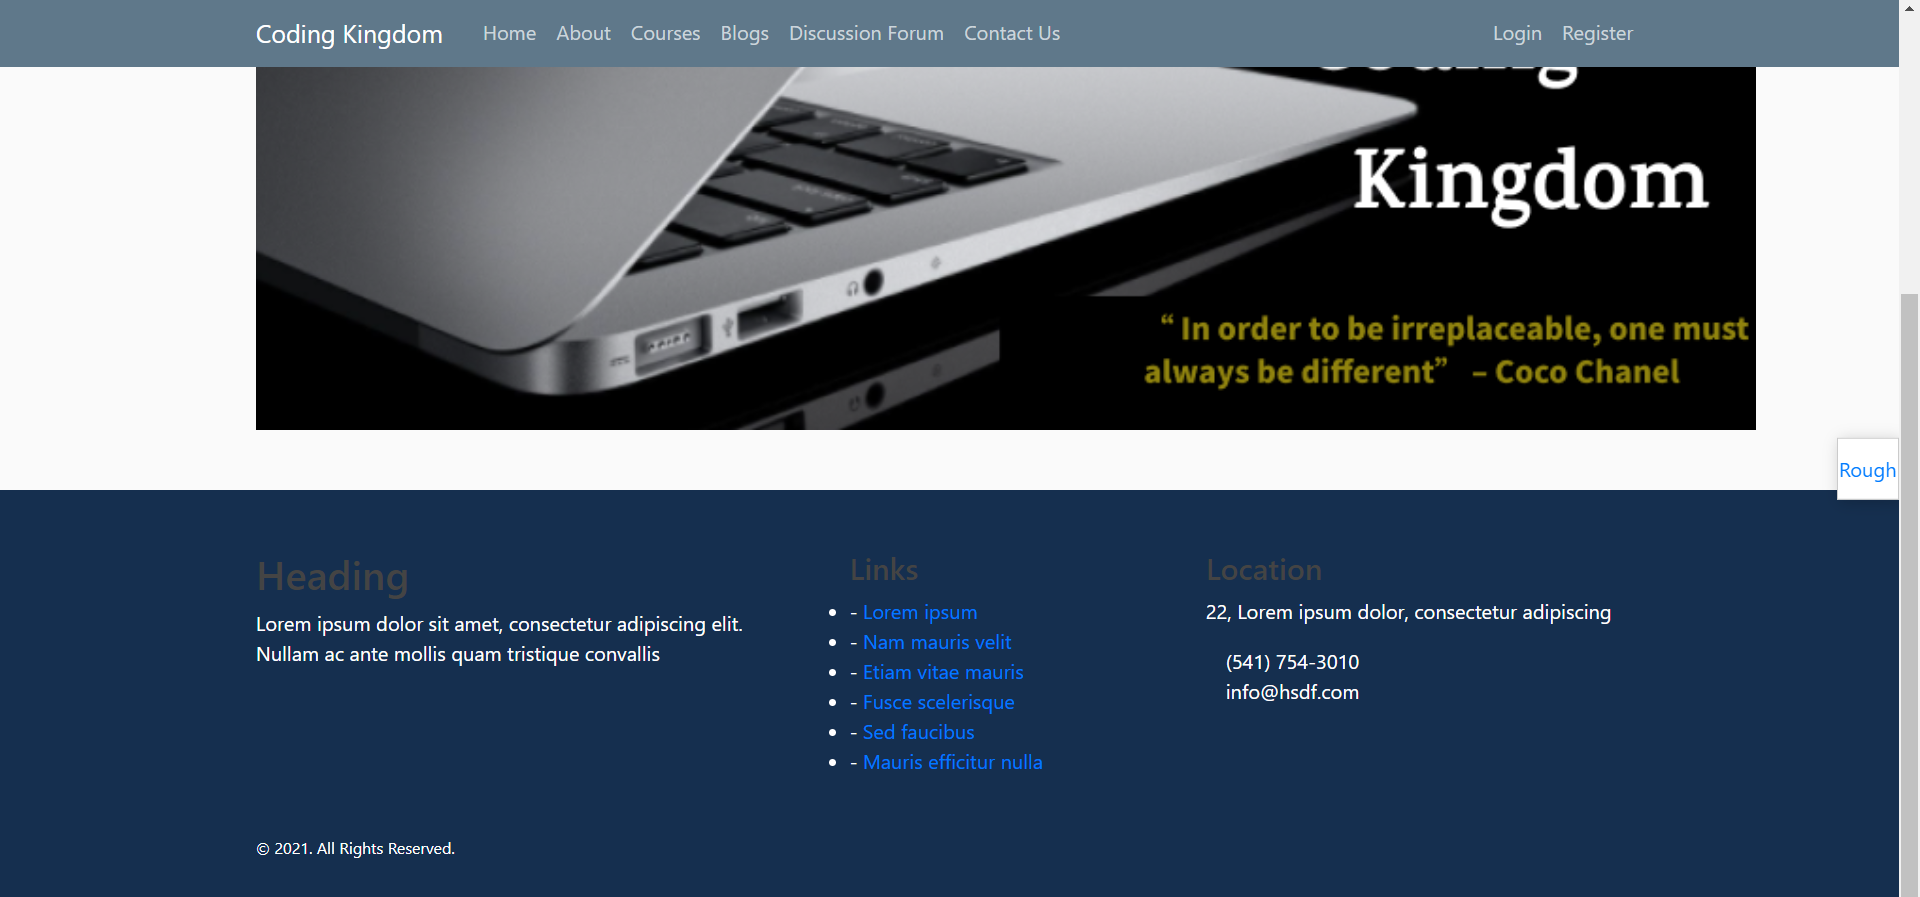 Coding Kingdom Home About Courses Blogs Discussion Forum Contact Us Login Register
Coding
Kingdom
“ In order to be irreplaceable, one must
always be different” – Coco Chanel
Rough
Heading
Lorem ipsum dolor sit amet, consectetur adipiscing elit.
Nullam ac ante mollis quam tristique convallis
Links
- Lorem ipsum
- Nam mauris velit
- Etiam vitae mauris
- Fusce scelerisque
- Sed faucibus
- Mauris efficitur nulla
Location
22, Lorem ipsum dolor, consectetur adipiscing
(541) 754-3010
info@hsdf.com
© 2021. All Rights Reserved.